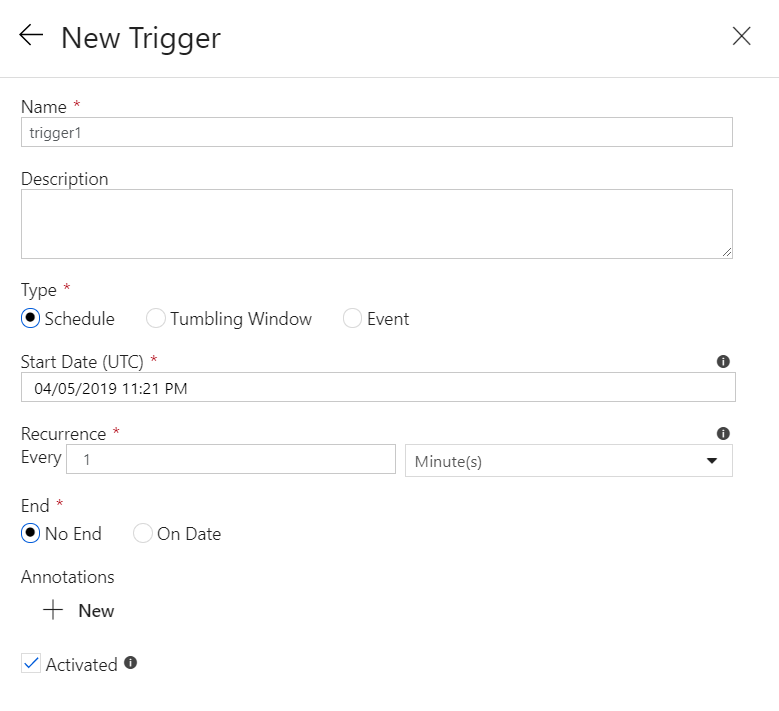 New Trigger
Name *
trigger1
Description
Type *
Schedule Tumbling Window Event
Start Date (UTC) *
04/05/2019 11:21 PM
Recurrence *
Every 1 Minute(s)
End *
No End On Date
Annotations
New
Activated